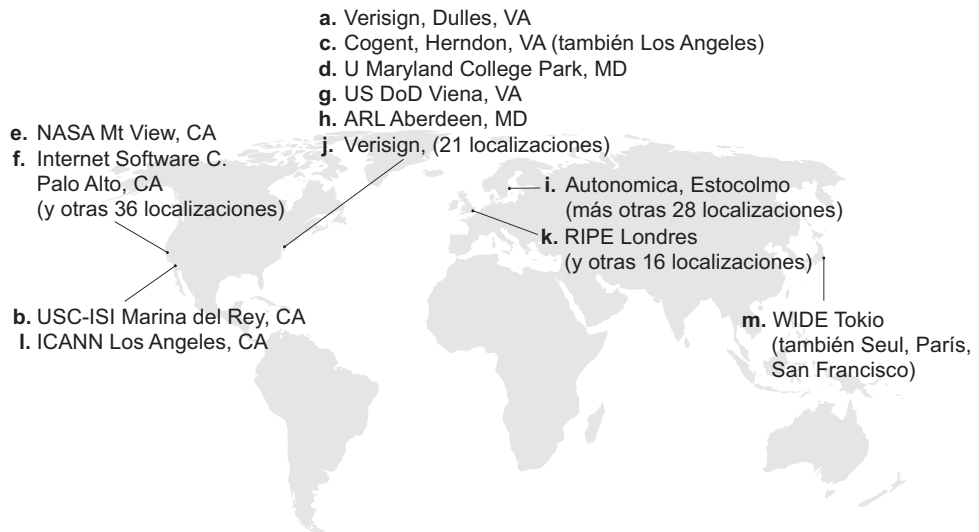 a. Verisign, Dulles, VA
c. Cogent, Herndon, VA (también Los Angeles)
d. U Maryland College Park, MD
g. US DoD Viena, VA
h. ARL Aberdeen, MD
j. Verisign, (21 localizaciones)
e. NASA Mt View, CA
f. Internet Software C.
Palo Alto, CA
(y otras 36 localizaciones)
i. Autonomica, Estocolmo
(más otras 28 localizaciones)
k. RIPE Londres
(y otras 16 localizaciones)
b. USC-ISI Marina del Rey, CA
l. ICANN Los Angeles, CA
m. WIDE Tokio
(también Seul, París,
San Francisco)